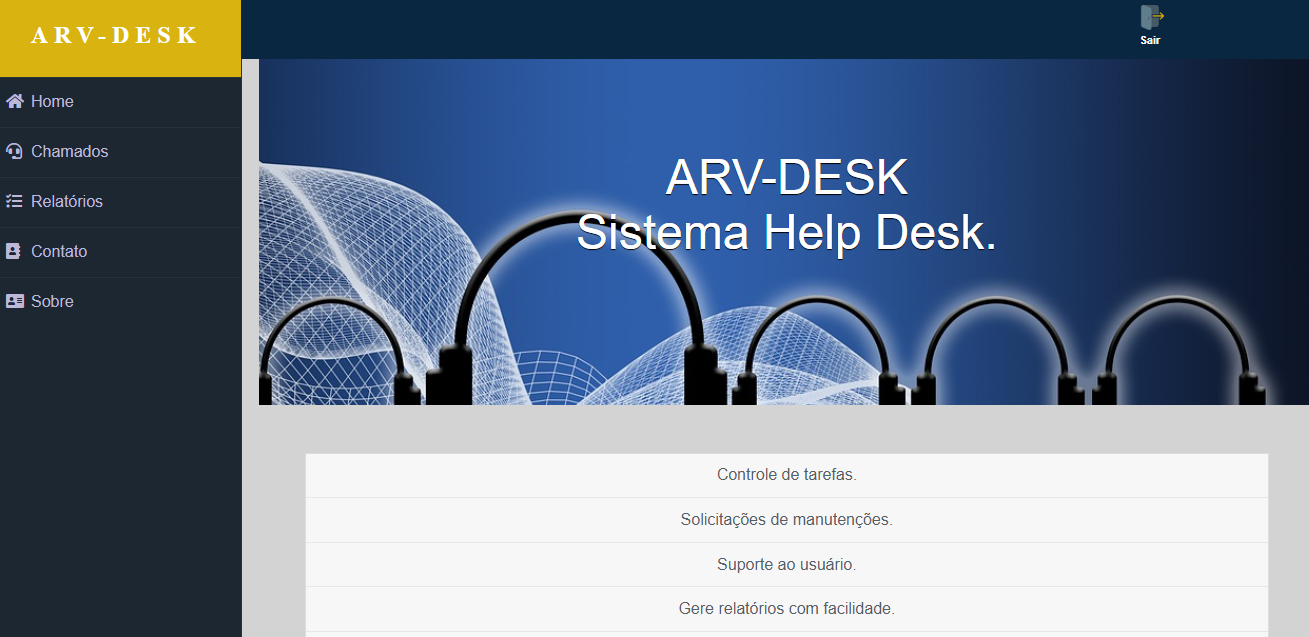 ARV-DESK
Sair
Home
Chamados
Relatórios
Contato
Sobre
ARV-DESK
Sistema Help Desk.
Controle de tarefas.
Solicitações de manutenções.
Suporte ao usuário.
Gere relatórios com facilidade.